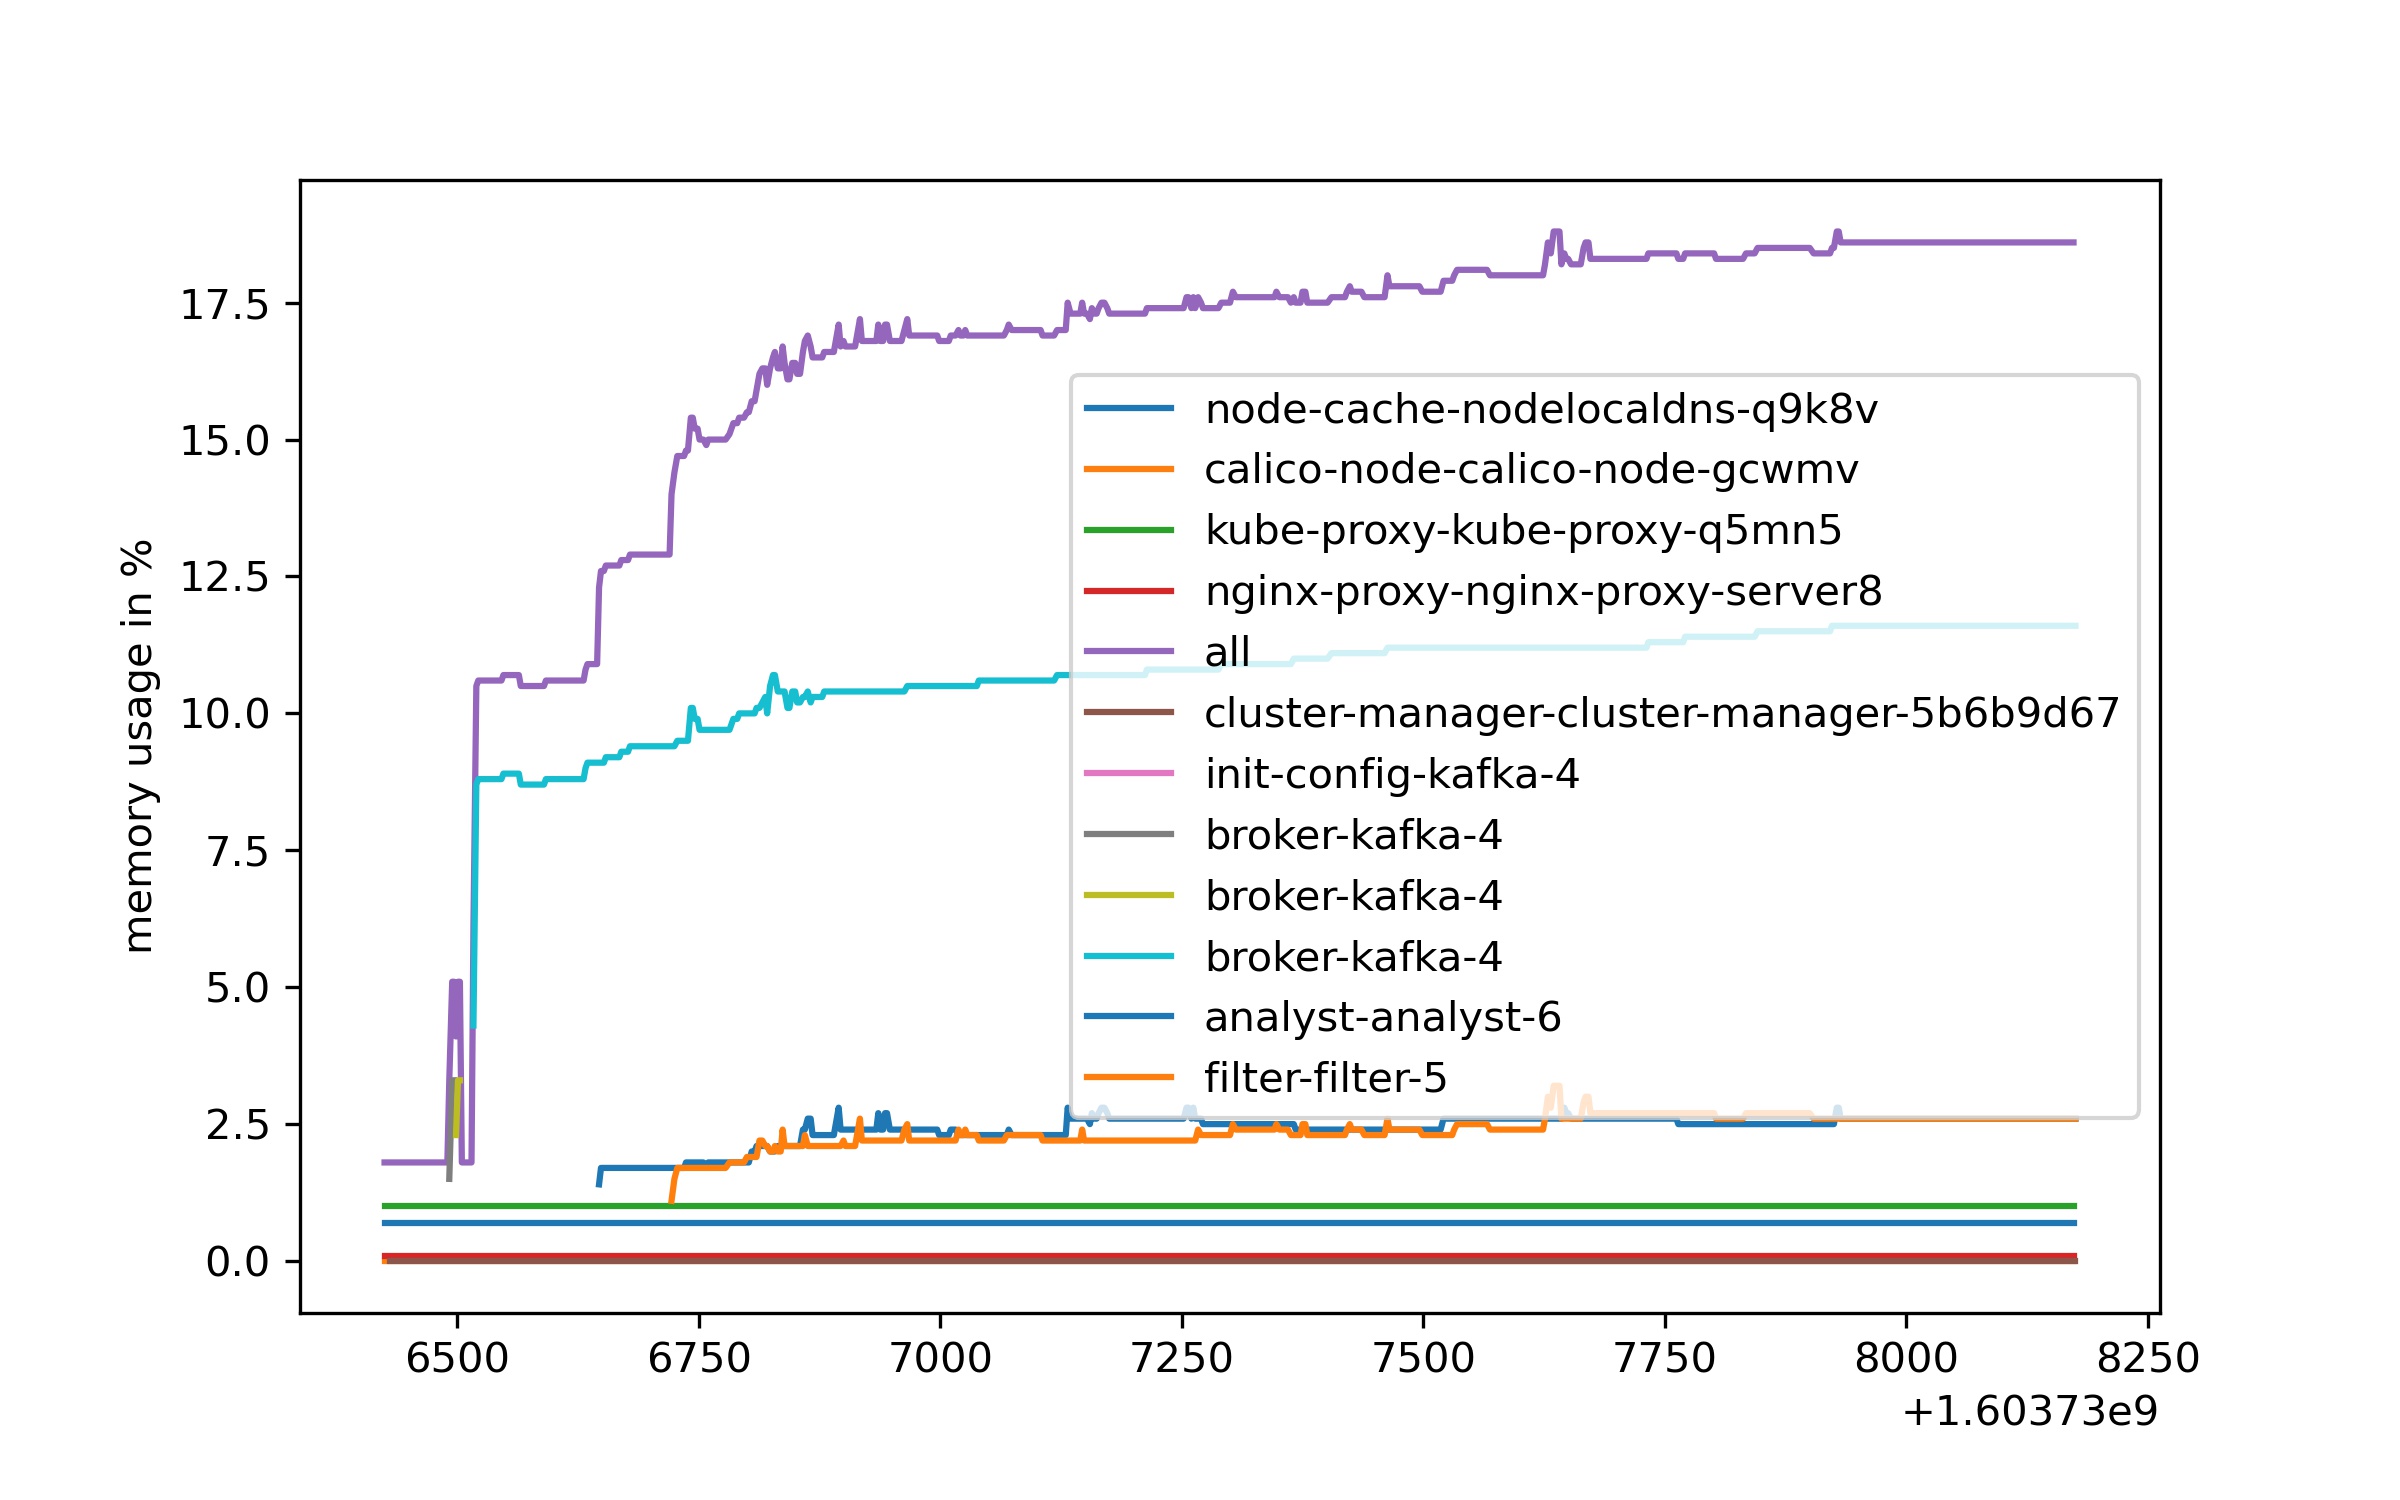 memory usage in %
17.5
15.0
12.5
10.0
7.5
5.0
2.5
0.0
node-cache-nodelocaldns-q9k8v
calico-node-calico-node-gcwmv
kube-proxy-kube-proxy-q5mn5
nginx-proxy-nginx-proxy-server8
all
cluster-manager-cluster-manager-5b6b9d67
init-config-kafka-4
broker-kafka-4
broker-kafka-4
broker-kafka-4
analyst-analyst-6
filter-filter-5
6500 6750 7000 7250 7500 7750 8000 8250
+1.60373e9